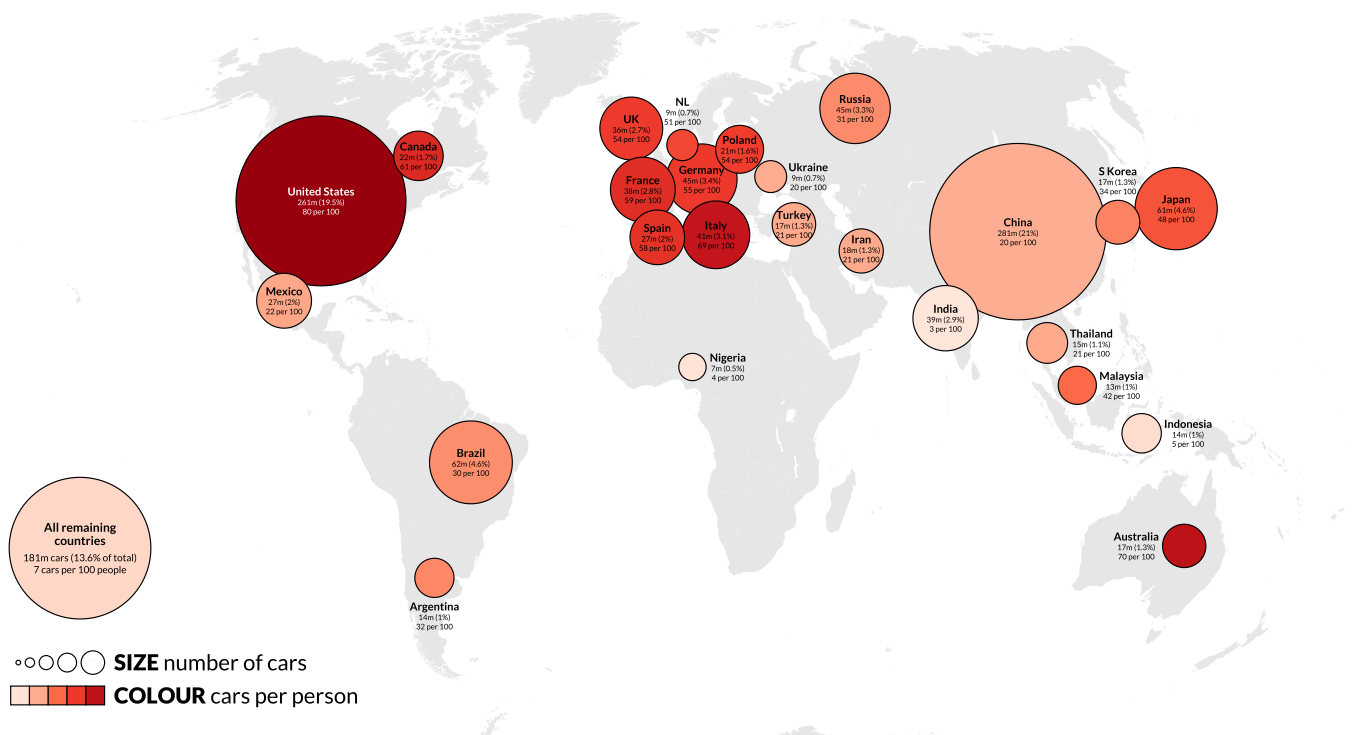 NL
9m (0.7%)
51 per 100
Russia
45m (3.3%)
31 per 100
UK
36m (2.7%)
54 per 100
Poland
21m (1.6%)
54 per 100
Canada
22m (1.7%)
61 per 100
Germany
45m (3.4%)
55 per 100
Ukraine
9m (0.7%)
20 per 100
France
38m (2.8%)
59 per 100
United States
261m (19.5%)
80 per 100
S Korea
17m (1.3%)
34 per 100
Japan
61m (4.6%)
48 per 100
China
281m (21%)
20 per 100
Turkey
17m (1.3%)
21 per 100
Spain
27m (2%)
58 per 100
Italy
41m (3.1%)
69 per 100
Iran
18m (1.3%)
21 per 100
Mexico
27m (2%)
22 per 100
India
39m (2.9%)
3 per 100
Thailand
15m (1.1%)
21 per 100
Nigeria
7m (0.5%)
4 per 100
Malaysia
13m (1%)
42 per 100
Indonesia
14m (1%)
5 per 100
Brazil
62m (4.6%)
30 per 100
All remaining
countries
181m cars (13.6% of total)
7 cars per 100 people
Australia
17m (1.3%)
70 per 100
Argentina
14m (1%)
32 per 100
SIZE number of cars
COLOUR cars per person